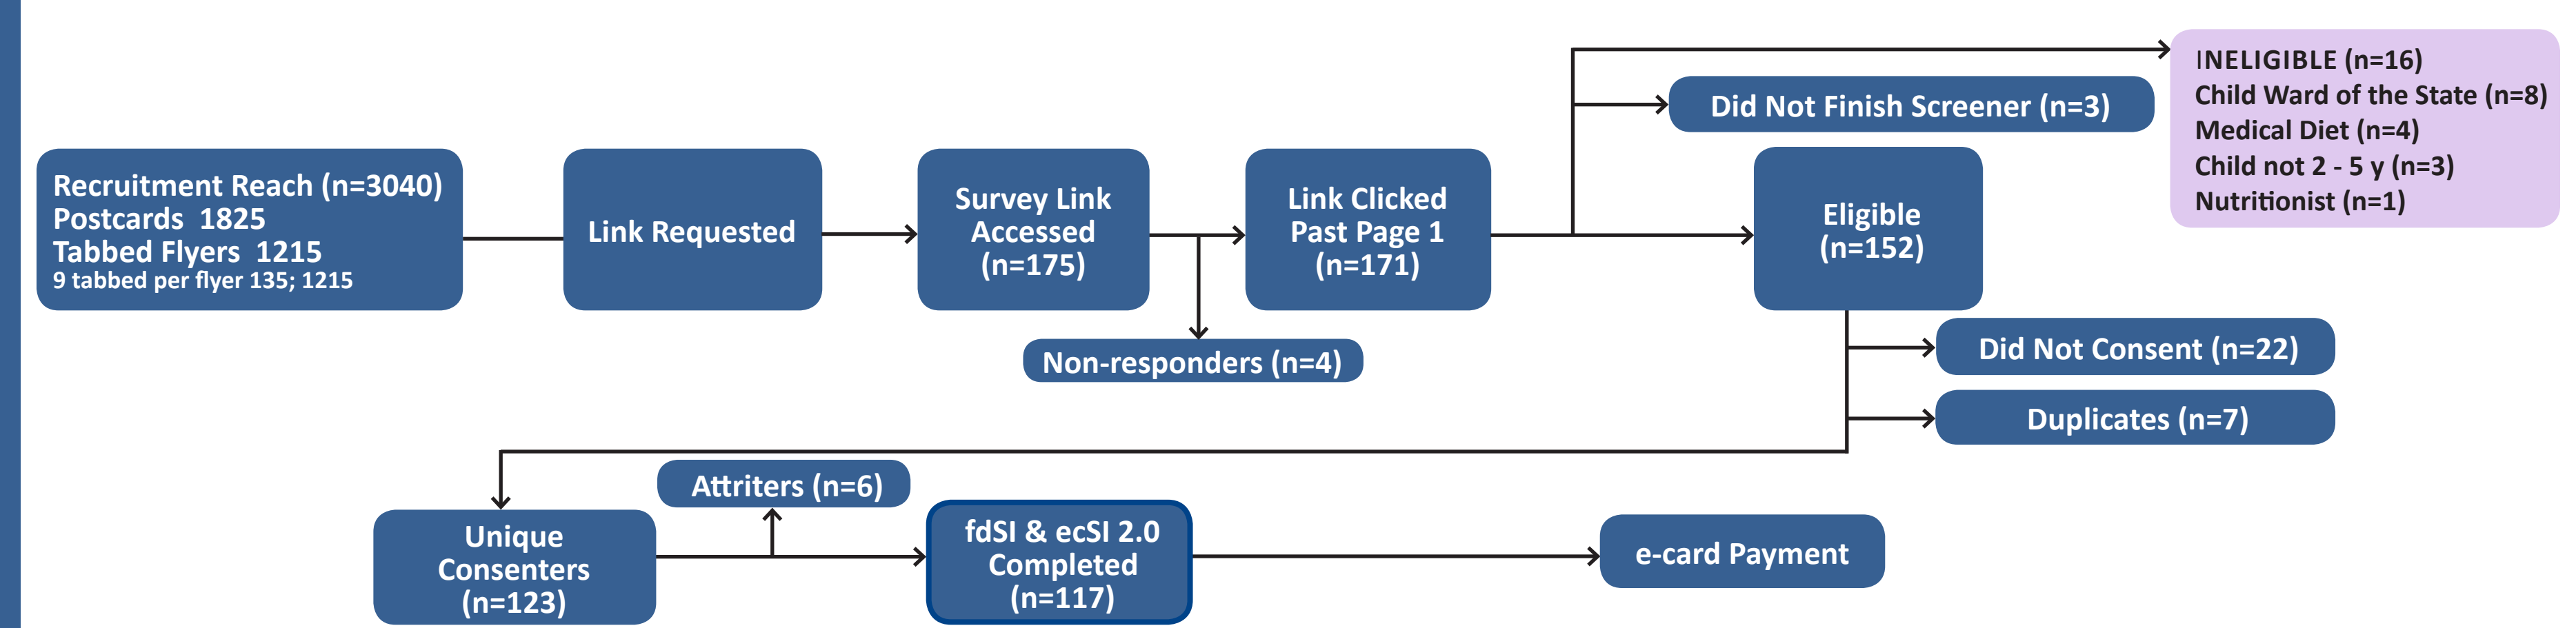 Recruitment Reach (n=3040)
Postcards 1825
Tabbed Flyers 1215
9 tabbed per flyer 135; 1215
Link Requested
Survey Link
Accessed
(n=175)
Non-responders (n=4)
Link Clicked
Past Page 1
(n=171)
Did Not Finish Screener (n=3)
INELIGIBLE (n=16)
Child Ward of the State (n=8)
Medical Diet (n=4)
Child not 2 - 5 y (n=3)
Nutritionist (n=1)
Eligible
(n=152)
Did Not Consent (n=22)
Duplicates (n=7)
Unique
Consenters
(n=123)
Attriters (n=6)
fdSI & ecSI 2.0
Completed
(n=117)
e-card Payment